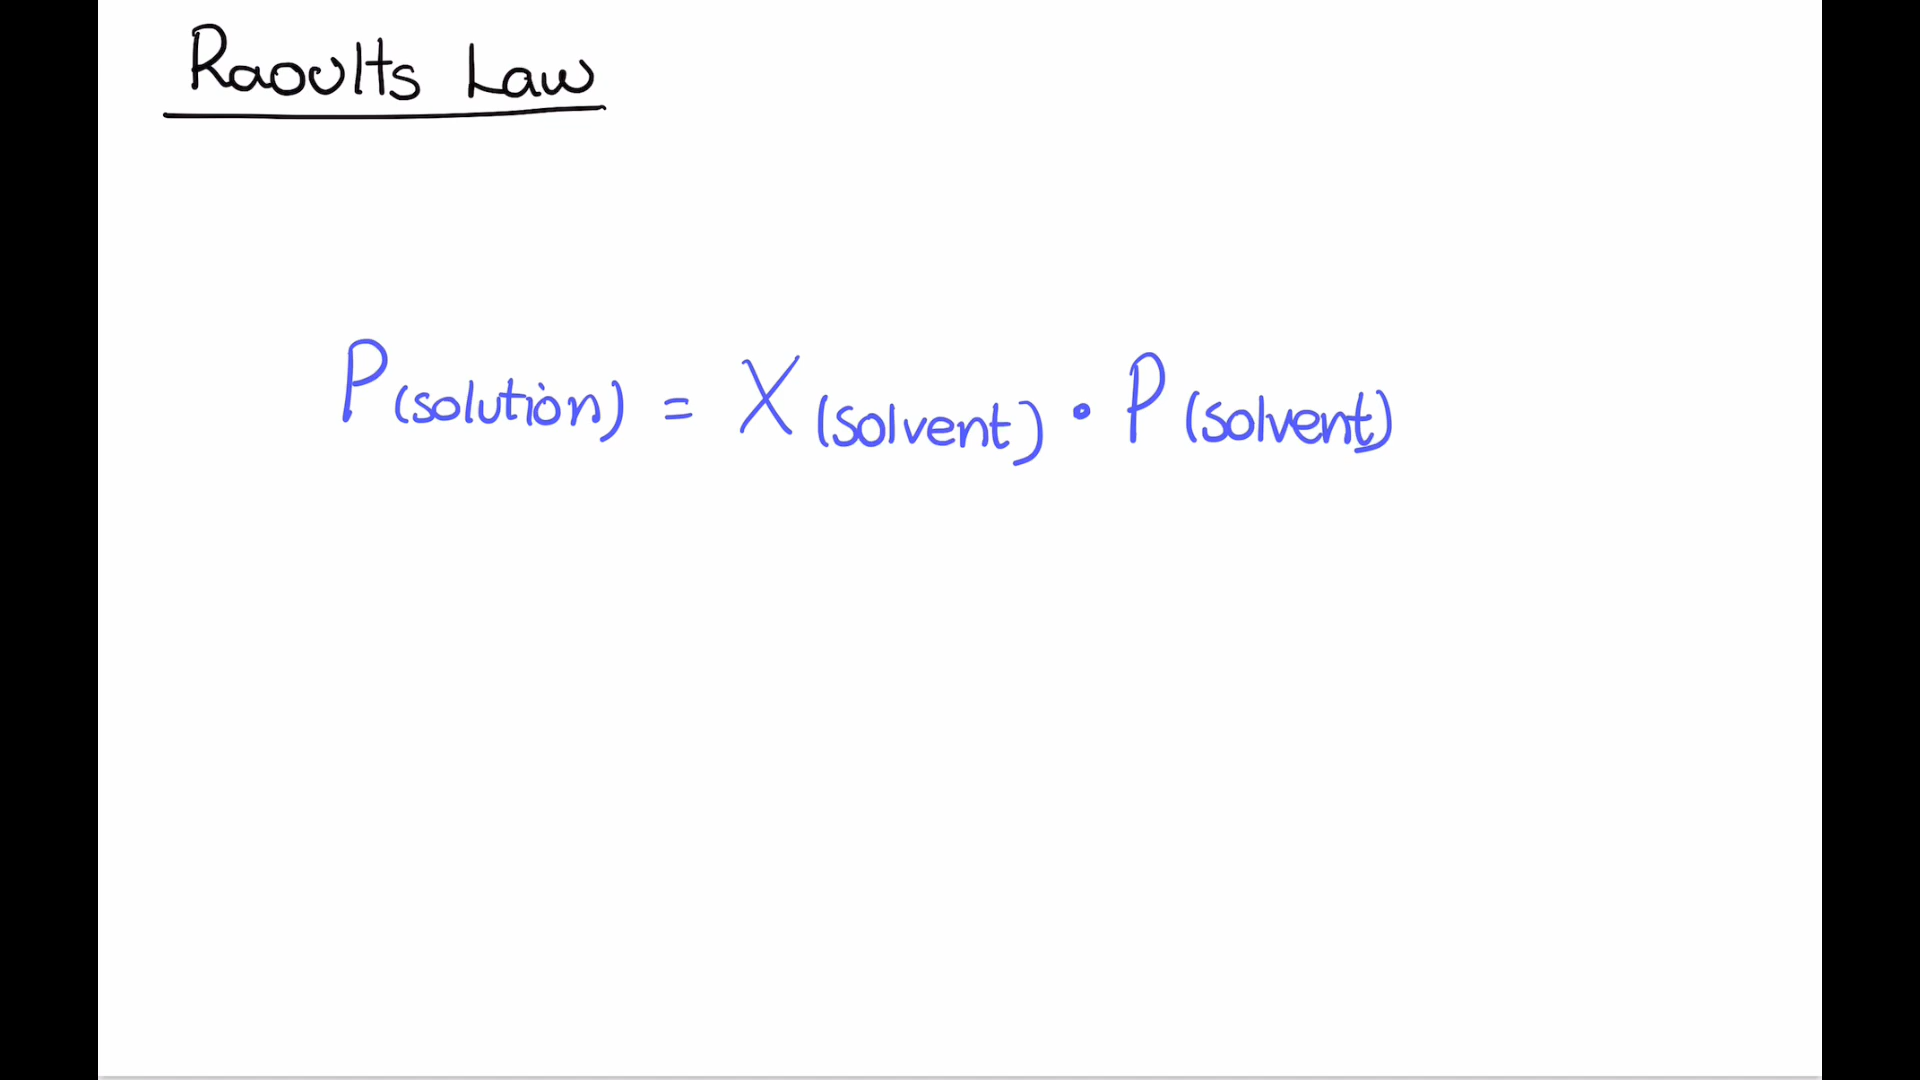 Raoults Law
P(solution) = X(solvent) • P(solvent)